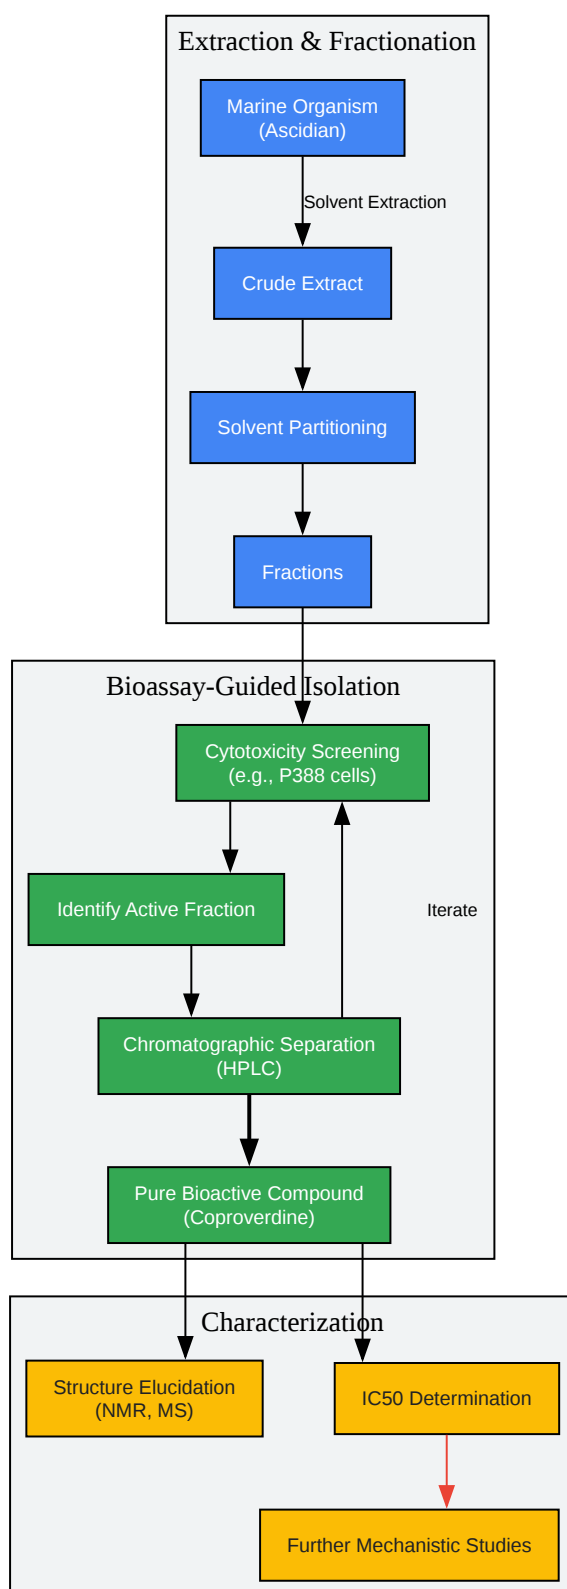 Extraction & Fractionation
Marine Organism
(Ascidian)
Solvent Extraction
Crude Extract
Solvent Partitioning
Fractions
Bioassay-Guided Isolation
Cytotoxicity Screening
(e.g., P388 cells)
Identify Active Fraction
Iterate
Chromatographic Separation
(HPLC)
Pure Bioactive Compound
(Coproverdine)
Characterization
Structure Elucidation
(NMR, MS)
IC50 Determination
Further Mechanistic Studies